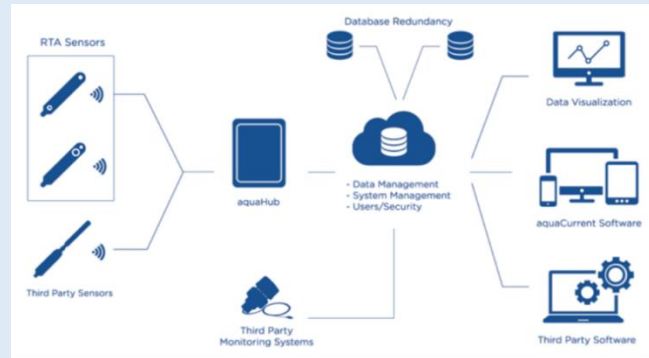 Database Redundancy
RTA Sensors
Data Visualization
aquaHub
- Data Management
- System Management
- Users/Security
aquaCurrent Software
Third Party Sensors
Third Party
Monitoring Systems
Third Party Software